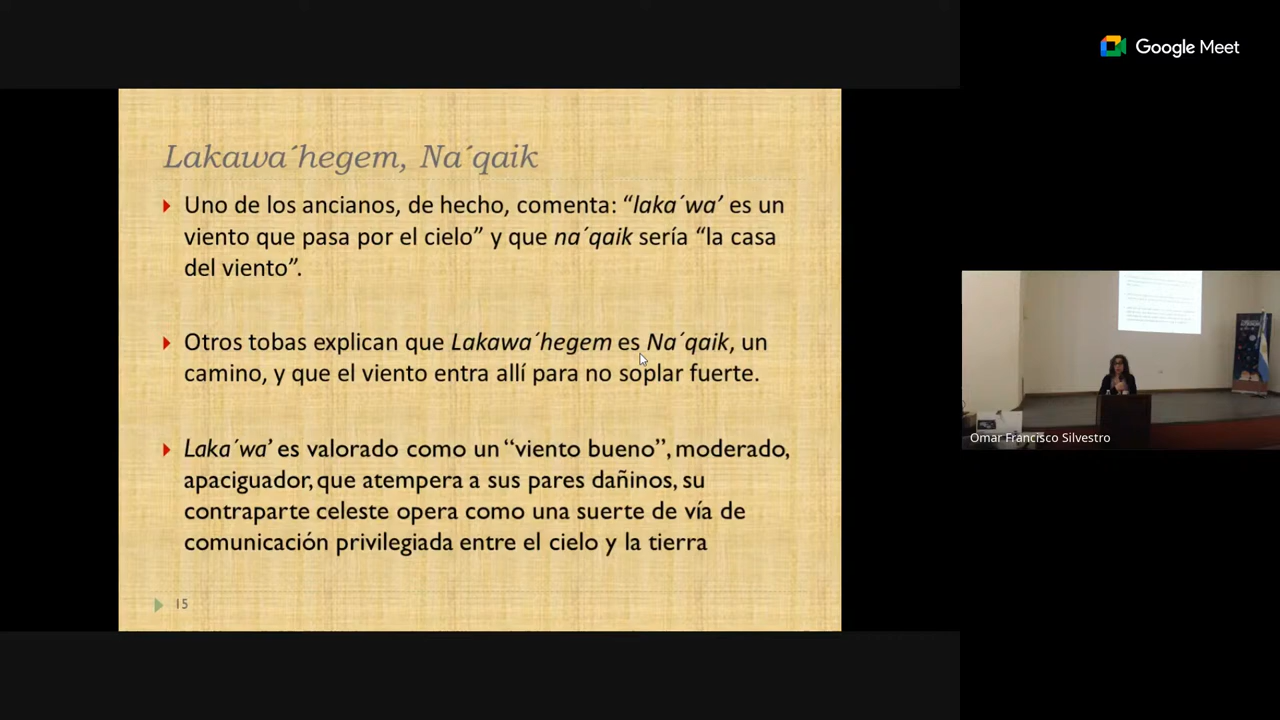 Google Meet
Lakawa´hegem, Na´qaik
Uno de los ancianos, de hecho, comenta: “laka´wa’ es un
viento que pasa por el cielo” y que na´qaik sería “la casa
del viento”.
Otros tobas explican que Lakawa´hegem es Na´qaik, un
camino, y que el viento entra allí para no soplar fuerte.
Laka´wa’ es valorado como un “viento bueno”, moderado,
apaciguador, que atempera a sus pares dañinos, su
contraparte celeste opera como una suerte de vía de
comunicación privilegiada entre el cielo y la tierra
15
Omar Francisco Silvestro